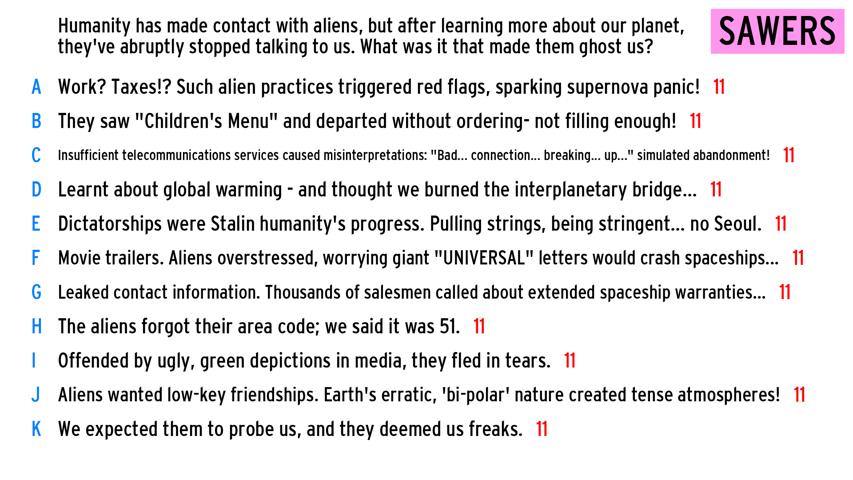 Humanity has made contact with aliens, but after learning more about our planet,
they've abruptly stopped talking to us. What was it that made them ghost us?
SAWERS
A Work? Taxes!? Such alien practices triggered red flags, sparking supernova panic! 11
B They saw "Children's Menu" and departed without ordering- not filling enough! 11
C Insufficient telecommunications services caused misinterpretations: "Bad... connection... breaking... up..." simulated abandonment! 11
D Learnt about global warming - and thought we burned the interplanetary bridge... 11
E Dictatorships were Stalin humanity's progress. Pulling strings, being stringent... no Seoul. 11
F Movie trailers. Aliens overstressed, worrying giant "UNIVERSAL" letters would crash spaceships... 11
G Leaked contact information. Thousands of salesmen called about extended spaceship warranties... 11
H The aliens forgot their area code; we said it was 51. 11
I Offended by ugly, green depictions in media, they fled in tears. 11
J Aliens wanted low-key friendships. Earth's erratic, 'bi-polar' nature created tense atmospheres! 11
K We expected them to probe us, and they deemed us freaks. 11